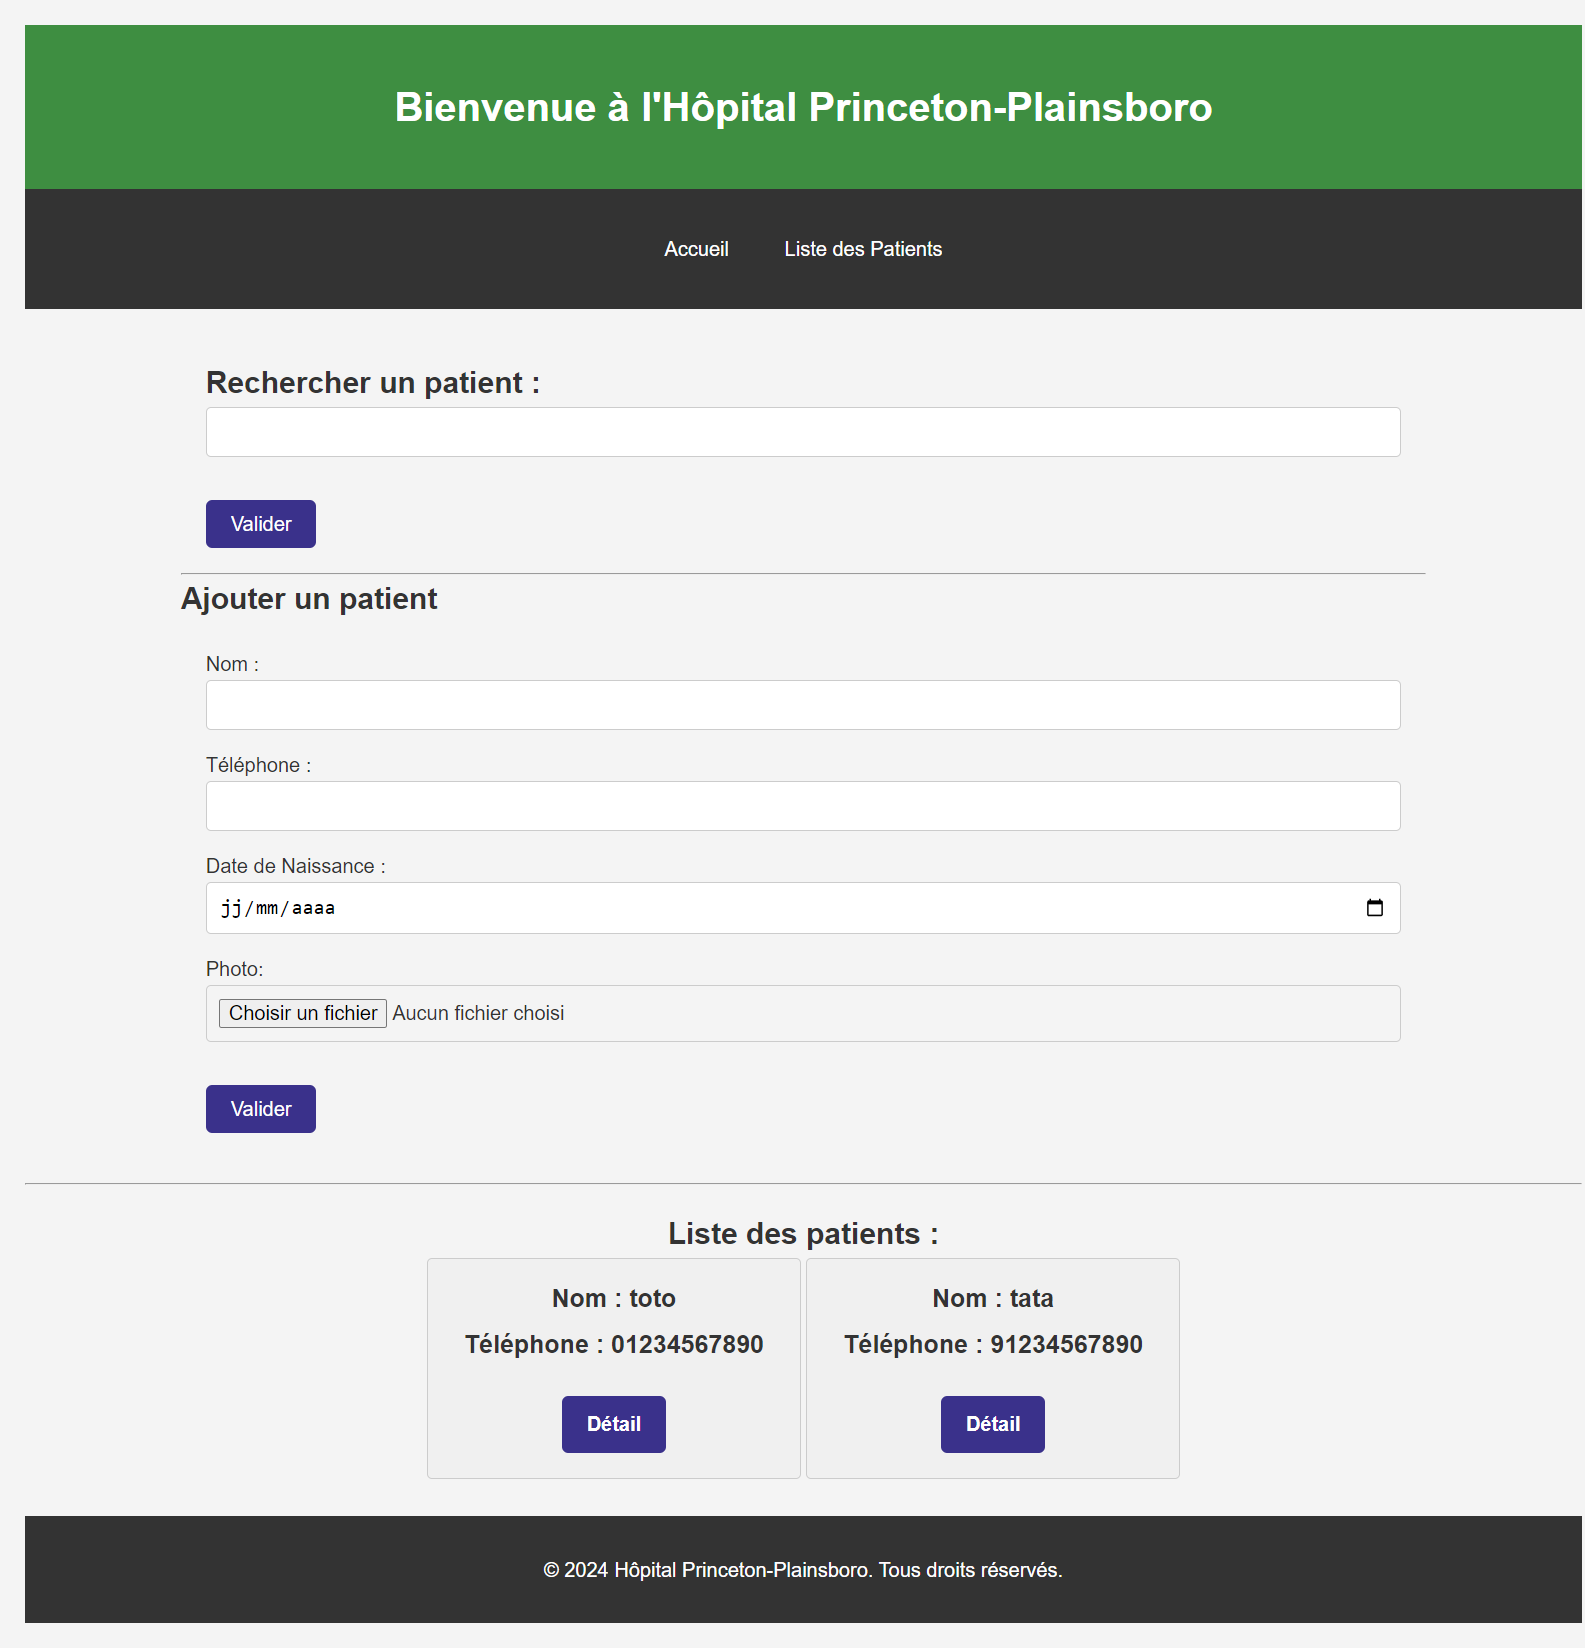 Bienvenue à l'Hôpital Princeton-Plainsboro
Accueil Liste des Patients
Rechercher un patient :
Valider
Ajouter un patient
Nom :
Téléphone :
Date de Naissance :
jj/mm/aaaa
Photo:
Choisir un fichier Aucun fichier choisi
Valider
Liste des patients :
Nom : toto
Téléphone : 01234567890
Détail
Nom : tata
Téléphone : 91234567890
Détail
© 2024 Hôpital Princeton-Plainsboro. Tous droits réservés.